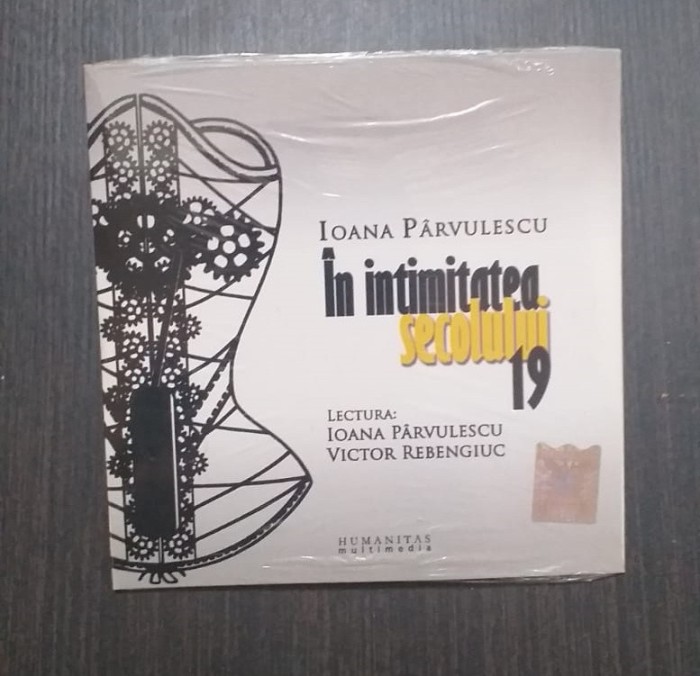 IOANA PÂRVULESCU
În intimitatea
secolului
19
LECTURA:
IOANA PÂRVULESCU
VICTOR REBENGIUC
HUMANITAS
multimedia